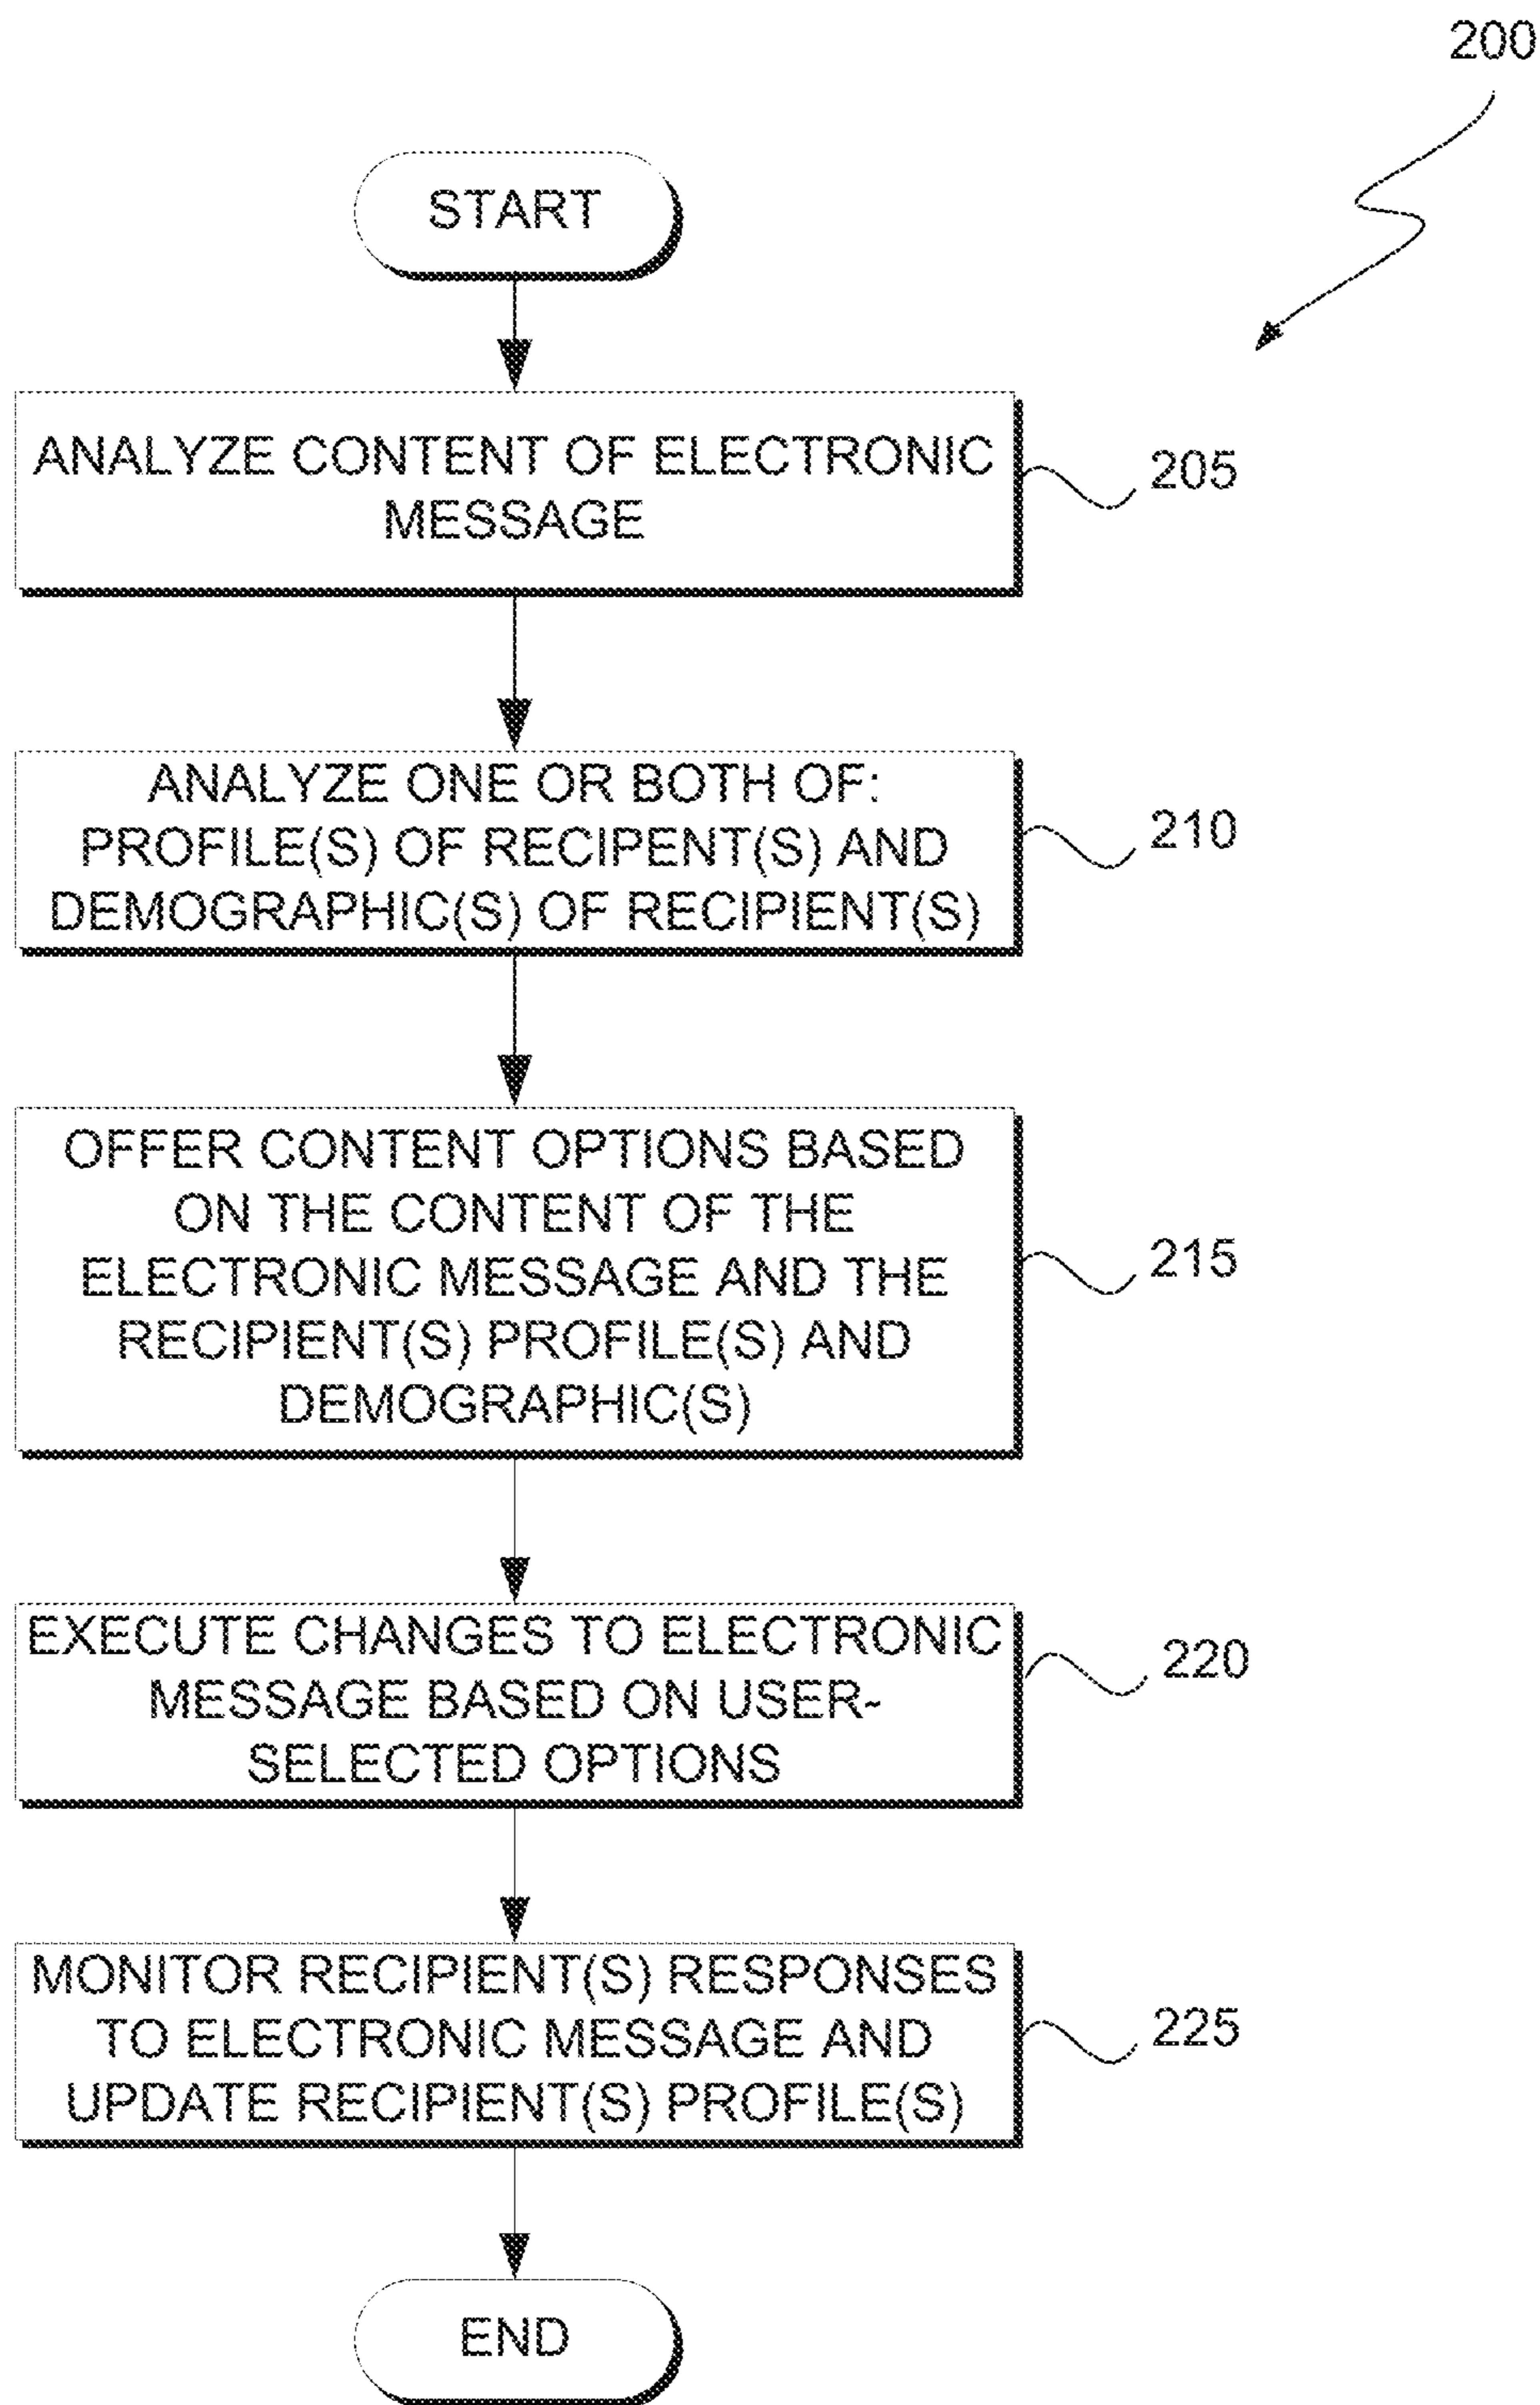 200
START
ANALYZE CONTENT OF ELECTRONIC
MESSAGE
205
ANALYZE ONE OR BOTH OF:
PROFILE(S) OF RECIPENT(S) AND
DEMOGRAPHIC(S) OF RECIPIENT(S)
210
OFFER CONTENT OPTIONS BASED
ON THE CONTENT OF THE
ELECTRONIC MESSAGE AND THE
RECIPIENT(S) PROFILE(S) AND
DEMOGRAPHIC(S)
215
EXECUTE CHANGES TO ELECTRONIC
MESSAGE BASED ON USER-
SELECTED OPTIONS
220
MONITOR RECIPIENT(S) RESPONSES
TO ELECTRONIC MESSAGE AND
UPDATE RECIPIENT(S) PROFILE(S)
225
END